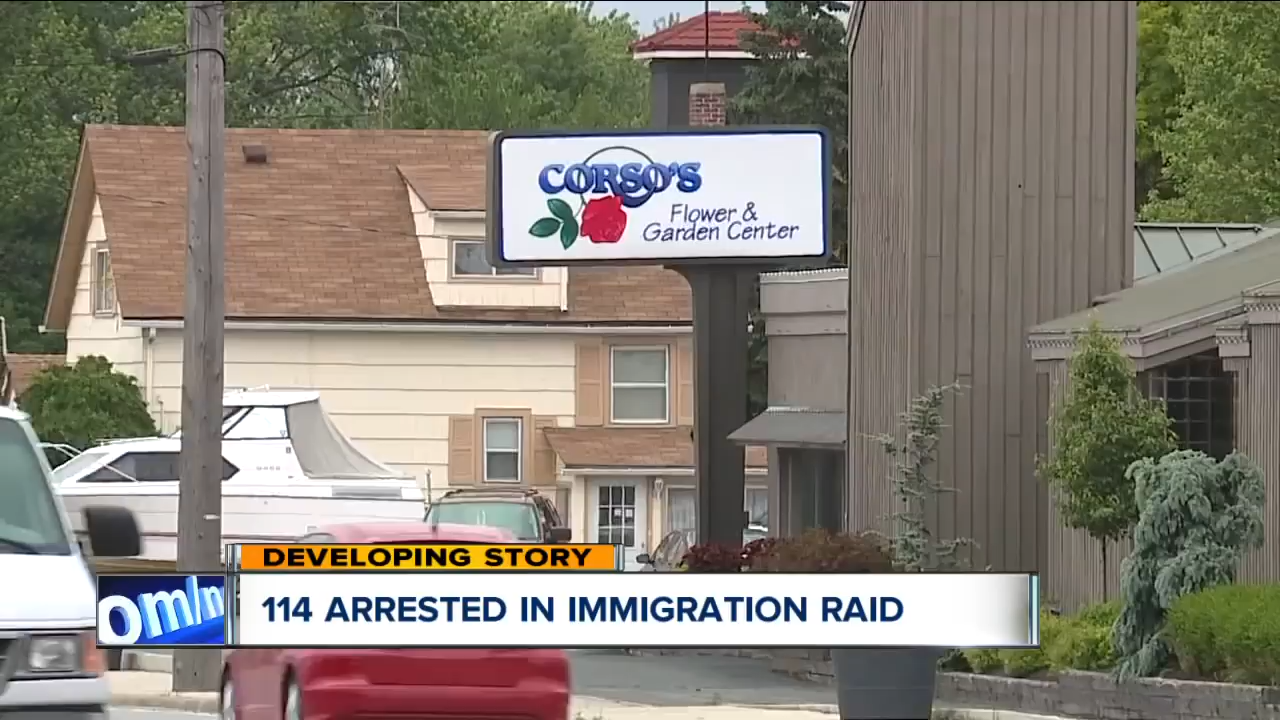 CORSO'S
Flower &
Garden Center
DEVELOPING STORY
114 ARRESTED IN IMMIGRATION RAID